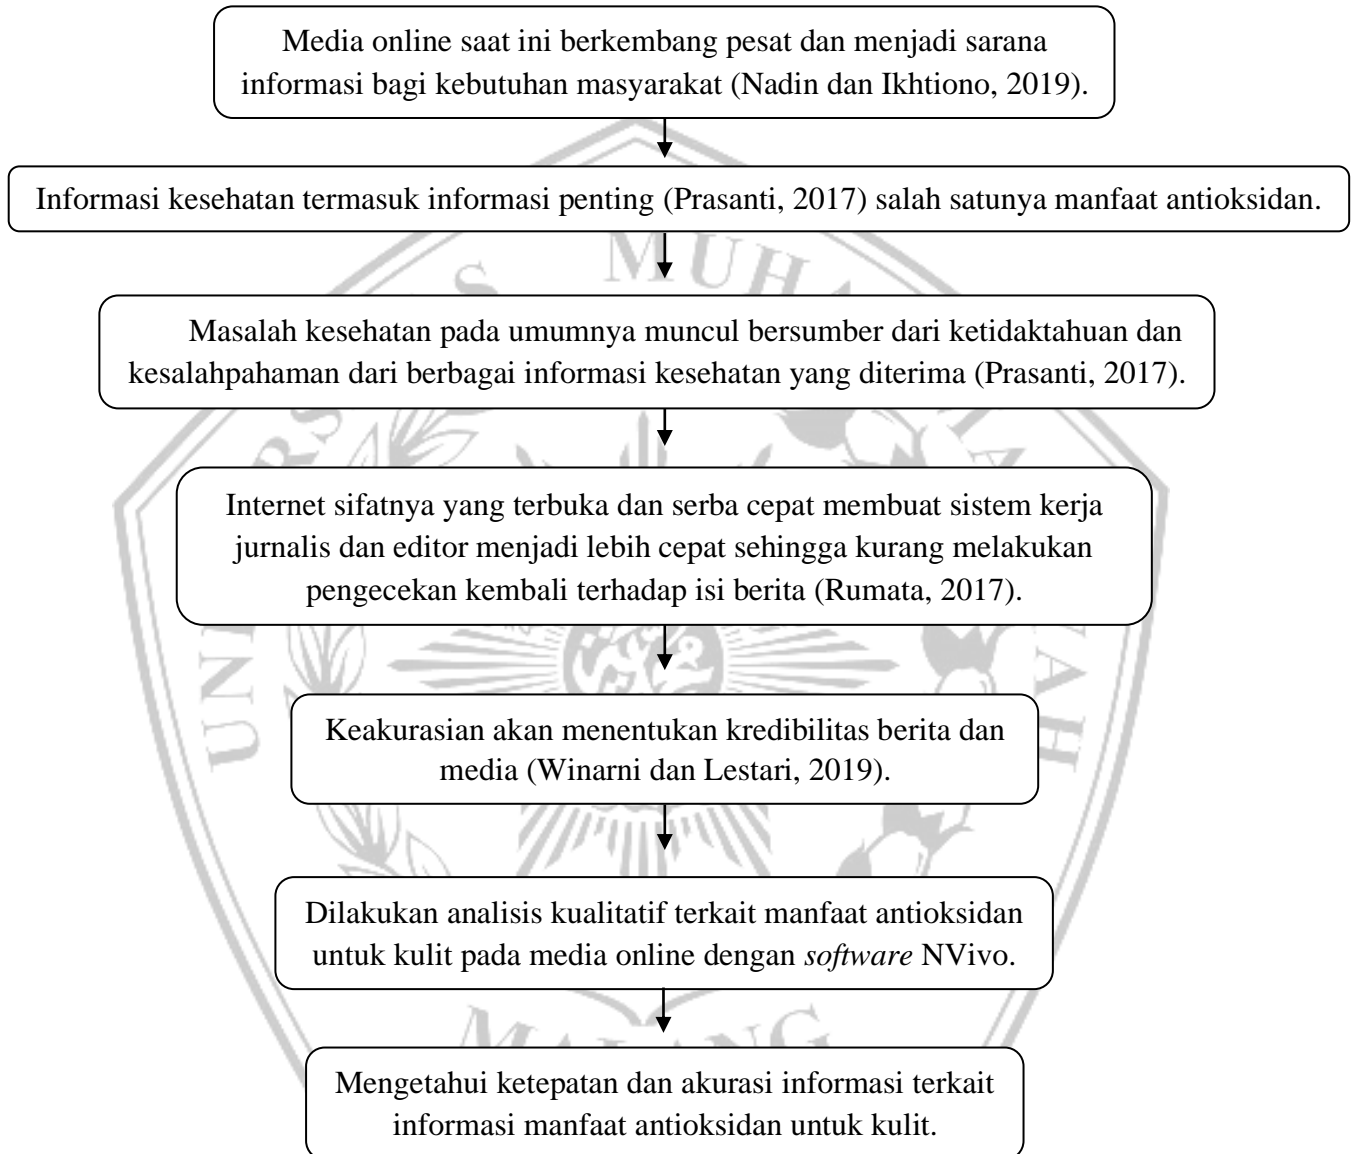 Media online saat ini berkembang pesat dan menjadi sarana
informasi bagi kebutuhan masyarakat (Nadin dan Ikhtiono, 2019).
Informasi kesehatan termasuk informasi penting (Prasanti, 2017) salah satunya manfaat antioksidan.
Masalah kesehatan pada umumnya muncul bersumber dari ketidaktahuan dan
kesalahpahaman dari berbagai informasi kesehatan yang diterima (Prasanti, 2017).
Internet sifatnya yang terbuka dan serba cepat membuat sistem kerja
jurnalis dan editor menjadi lebih cepat sehingga kurang melakukan
pengecekan kembali terhadap isi berita (Rumata, 2017).
Keakurasian akan menentukan kredibilitas berita dan
media (Winarni dan Lestari, 2019).
Dilakukan analisis kualitatif terkait manfaat antioksidan
untuk kulit pada media online dengan software NVivo.
MALANG
Mengetahui ketepatan dan akurasi informasi terkait
informasi manfaat antioksidan untuk kulit.